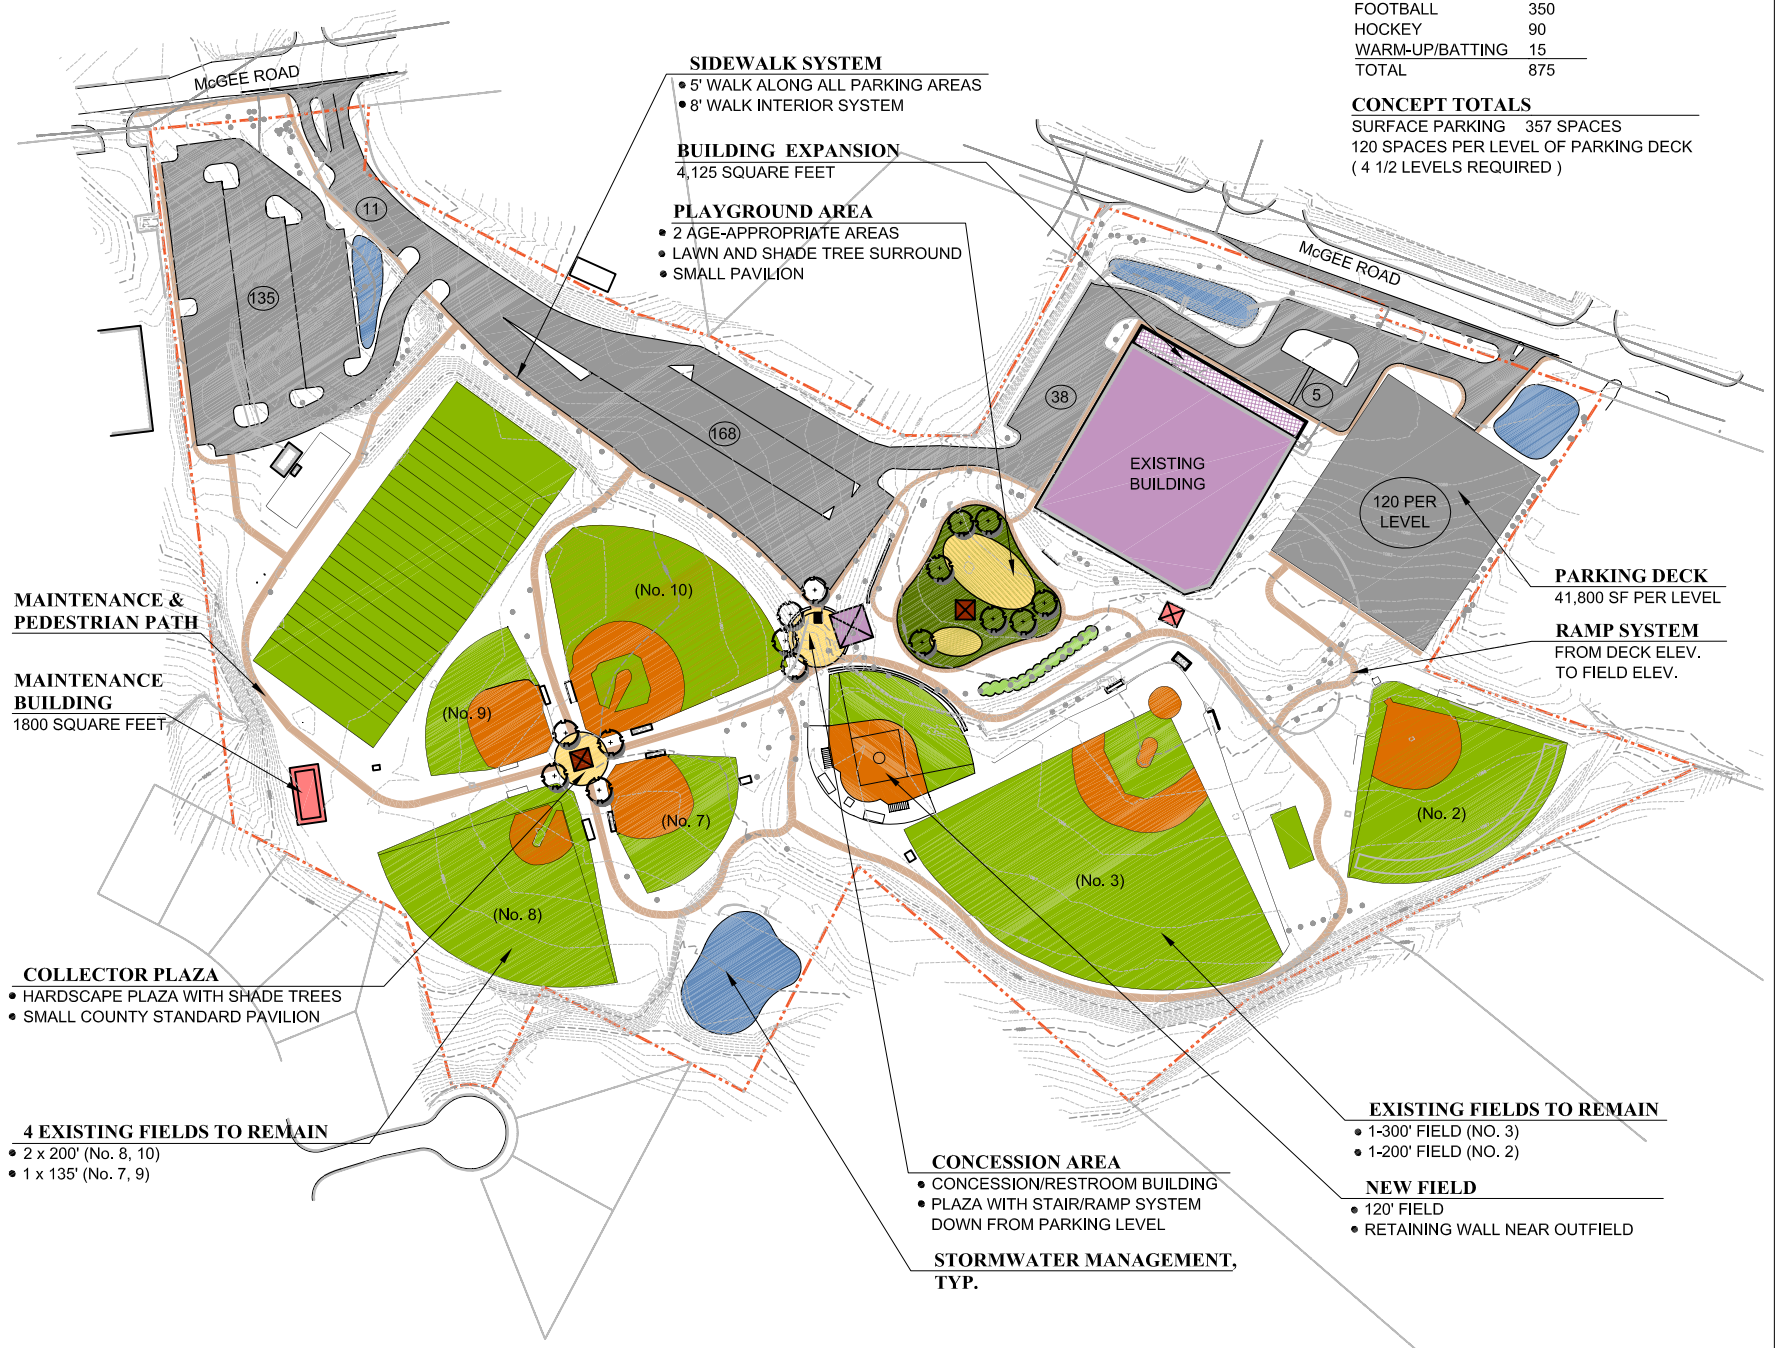 FOOTBALL 350
HOCKEY 90
WARM-UP/BATTING 15
TOTAL 875
CONCEPT TOTALS
SURFACE PARKING 357 SPACES
120 SPACES PER LEVEL OF PARKING DECK
( 4 1/2 LEVELS REQUIRED )
McGEE ROAD
SIDEWALK SYSTEM
• 5' WALK ALONG ALL PARKING AREAS
• 8' WALK INTERIOR SYSTEM
BUILDING EXPANSION
4,125 SQUARE FEET
PLAYGROUND AREA
• 2 AGE-APPROPRIATE AREAS
• LAWN AND SHADE TREE SURROUND
• SMALL PAVILION
McGEE ROAD
11
135
168
38
5
EXISTING
BUILDING
120 PER
LEVEL
PARKING DECK
41,800 SF PER LEVEL
RAMP SYSTEM
FROM DECK ELEV.
TO FIELD ELEV.
MAINTENANCE &
PEDESTRIAN PATH
MAINTENANCE
BUILDING
1800 SQUARE FEET
(No. 10)
(No. 9)
(No. 7)
(No. 8)
(No. 3)
(No. 2)
COLLECTOR PLAZA
• HARDSCAPE PLAZA WITH SHADE TREES
• SMALL COUNTY STANDARD PAVILION
4 EXISTING FIELDS TO REMAIN
• 2 x 200' (No. 8, 10)
• 1 x 135' (No. 7, 9)
CONCESSION AREA
• CONCESSION/RESTROOM BUILDING
• PLAZA WITH STAIR/RAMP SYSTEM
DOWN FROM PARKING LEVEL
STORMWATER MANAGEMENT,
TYP.
EXISTING FIELDS TO REMAIN
• 1-300' FIELD (NO. 3)
• 1-200' FIELD (NO. 2)
NEW FIELD
• 120' FIELD
• RETAINING WALL NEAR OUTFIELD